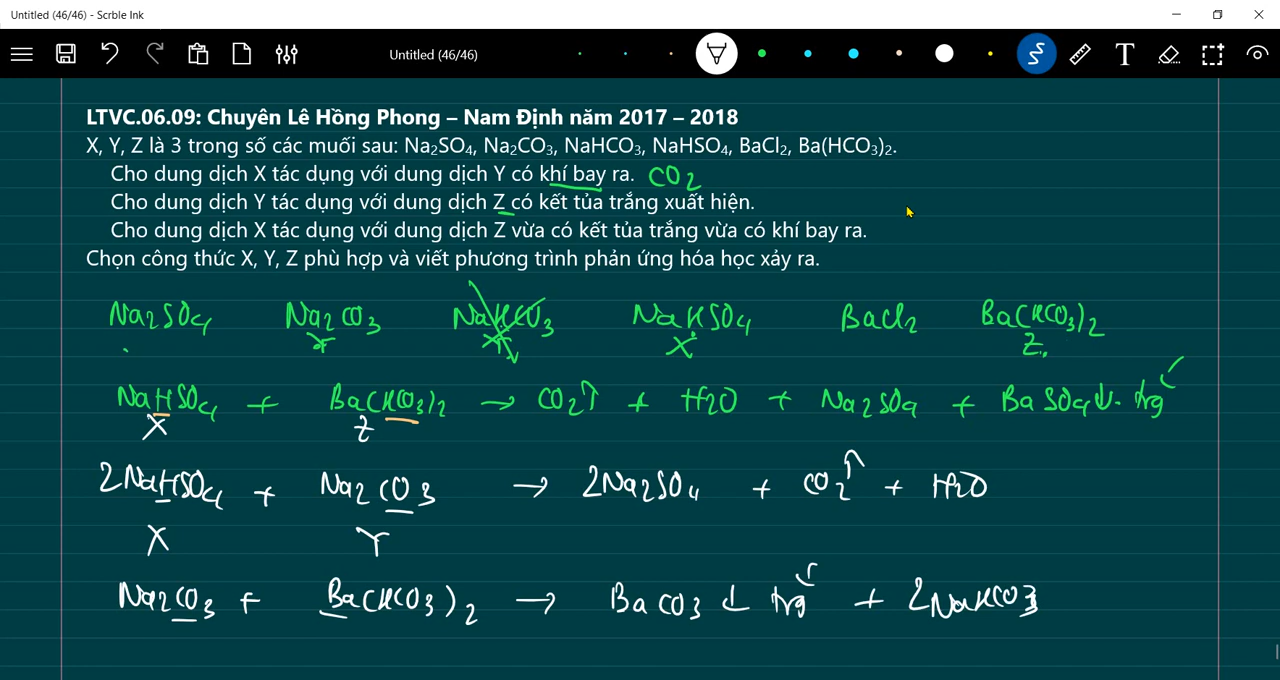 Untitled (46/46) - Scrble Ink
Untitled (46/46)
T
LTVC.06.09: Chuyên Lê Hồng Phong – Nam Định năm 2017 – 2018
X, Y, Z là 3 trong số các muối sau: Na₂SO₄, Na₂CO₃, NaHCO₃, NaHSO₄, BaCl₂, Ba(HCO₃)₂.
Cho dung dịch X tác dụng với dung dịch Y có khí bay ra. CO2
Cho dung dịch Y tác dụng với dung dịch Z có kết tủa trắng xuất hiện.
Cho dung dịch X tác dụng với dung dịch Z vừa có kết tủa trắng vừa có khí bay ra.
Chọn công thức X, Y, Z phù hợp và viết phương trình phản ứng hóa học xảy ra.
Na2SO4 Na2CO3 NaHCO3 NaHSO4 BaCl2 Ba(HCO3)2
Y X Z
NaHSO4 + Ba(HCO3)2 → CO2↑ + H2O + Na2SO4 + BaSO4↓ trg
X Z
2NaHSO4 + Na2CO3 → 2Na2SO4 + CO2↑ + H2O
X Y
Na2CO3 + Ba(HCO3)2 → BaCO3 ↓ trg + 2NaHCO3